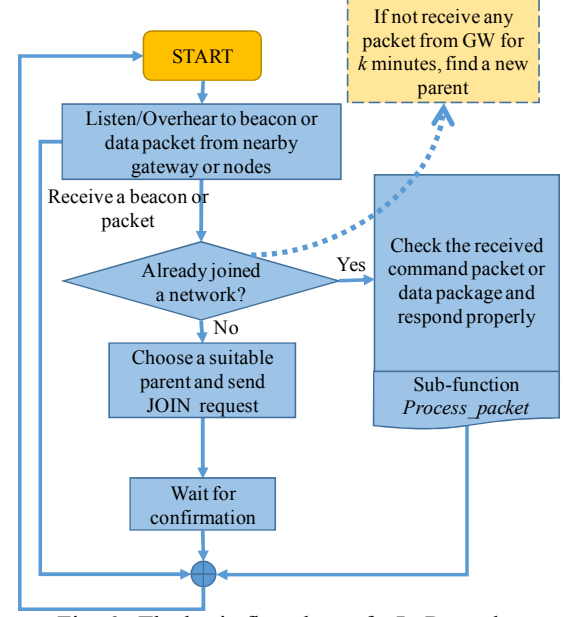 If not receive any
packet from GW for
k minutes, find a new
parent
START
Listen/Overhear to beacon or
data packet from nearby
gateway or nodes
Receive a beacon or
packet
Already joined
a network?
Yes
Check the received
command packet or
data package and
respond properly
No
Choose a suitable
parent and send
JOIN request
Sub-function
Process_packet
Wait for
confirmation